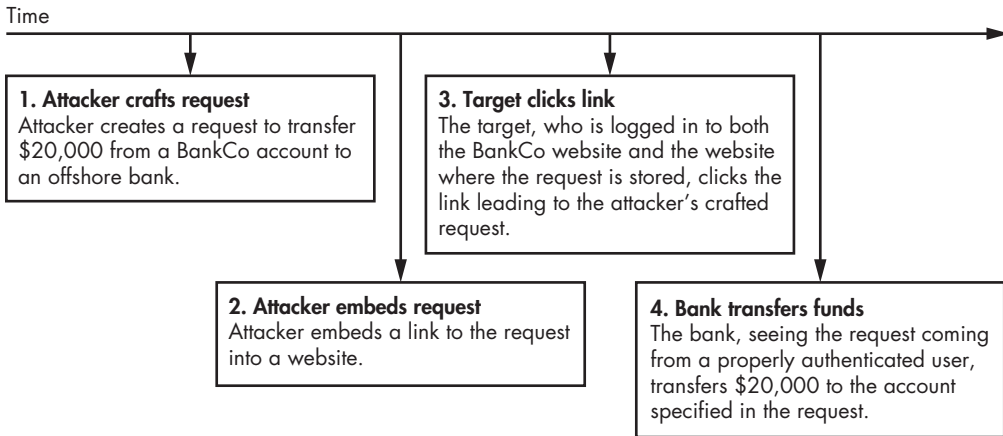 Time
1. Attacker crafts request
Attacker creates a request to transfer
$20,000 from a BankCo account to
an offshore bank.
2. Attacker embeds request
Attacker embeds a link to the request
into a website.
3. Target clicks link
The target, who is logged in to both
the BankCo website and the website
where the request is stored, clicks the
link leading to the attacker’s crafted
request.
4. Bank transfers funds
The bank, seeing the request coming
from a properly authenticated user,
transfers $20,000 to the account
specified in the request.